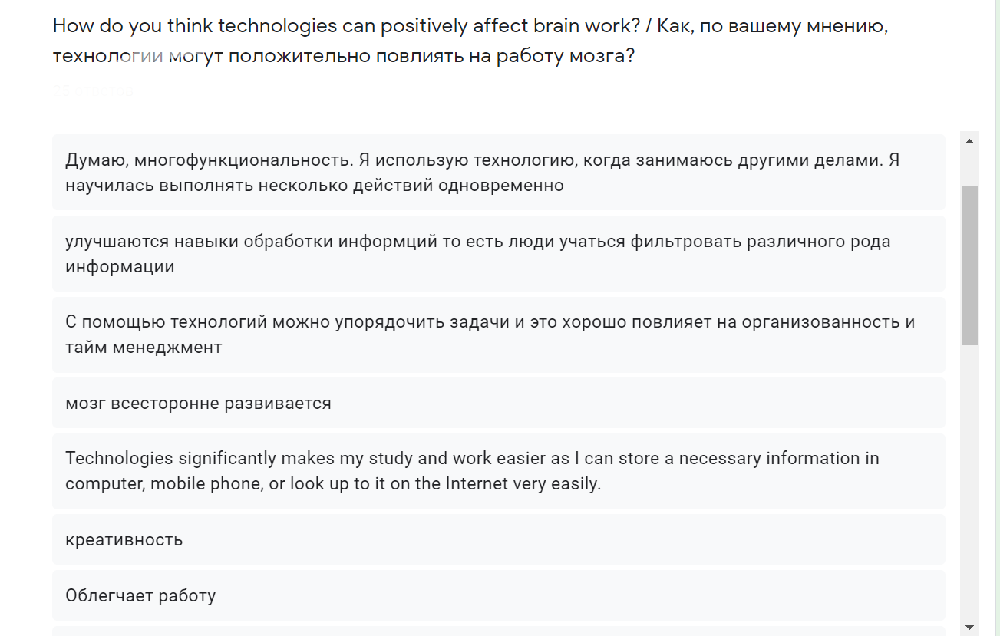 How do you think technologies can positively affect brain work? / Как, по вашему мнению,
технологии могут положительно повлиять на работу мозга?
Думаю, многофункциональность. Я использую технологию, когда занимаюсь другими делами. Я
научилась выполнять несколько действий одновременно
улучшаются навыки обработки информций то есть люди учаться фильтровать различного рода
информации
С помощью технологий можно упорядочить задачи и это хорошо повлияет на организованность и
тайм менеджмент
мозг всесторонне развивается
Technologies significantly makes my study and work easier as I can store a necessary information in
computer, mobile phone, or look up to it on the Internet very easily.
креативность
Облегчает работу